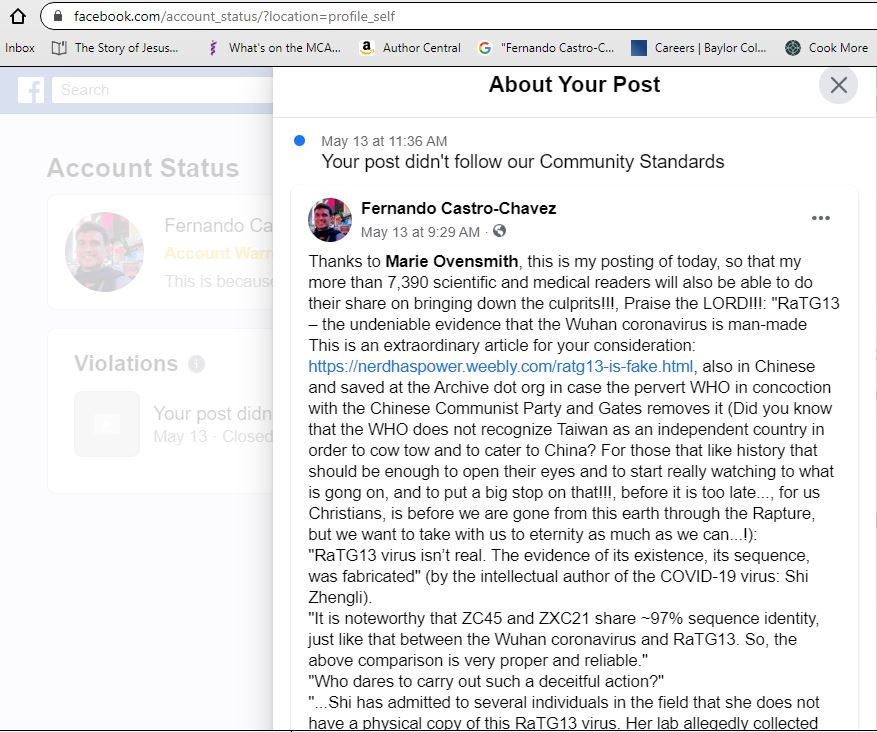 facebook.com/account_status/?location=profile_self
Inbox The Story of Jesus... What's on the MCA... Author Central "Fernando Castro-C... Careers | Baylor Col... Cook More
Search
About Your Post
Account Status
Fernando Ca
Account Warn
This is because
Violations
Your post didn
May 13 · Closed
May 13 at 11:36 AM
Your post didn't follow our Community Standards
Fernando Castro-Chavez
May 13 at 9:29 AM ·
Thanks to Marie Ovensmith, this is my posting of today, so that my
more than 7,390 scientific and medical readers will also be able to do
their share on bringing down the culprits!!!, Praise the LORD!!!: "RaTG13
– the undeniable evidence that the Wuhan coronavirus is man-made
This is an extraordinary article for your consideration:
https://nerdhaspower.weebly.com/ratg13-is-fake.html, also in Chinese
and saved at the Archive dot org in case the pervert WHO in concoction
with the Chinese Communist Party and Gates removes it (Did you know
that the WHO does not recognize Taiwan as an independent country in
order to cow tow and to cater to China? For those that like history that
should be enough to open their eyes and to start really watching to what
is gong on, and to put a big stop on that!!!, before it is too late..., for us
Christians, is before we are gone from this earth through the Rapture,
but we want to take with us to eternity as much as we can...!):
"RaTG13 virus isn’t real. The evidence of its existence, its sequence,
was fabricated" (by the intellectual author of the COVID-19 virus: Shi
Zhengli).
"It is noteworthy that ZC45 and ZXC21 share ~97% sequence identity,
just like that between the Wuhan coronavirus and RaTG13. So, the
above comparison is very proper and reliable."
"Who dares to carry out such a deceitful action?"
"...Shi has admitted to several individuals in the field that she does not
have a physical copy of this RaTG13 virus. Her lab allegedly collected